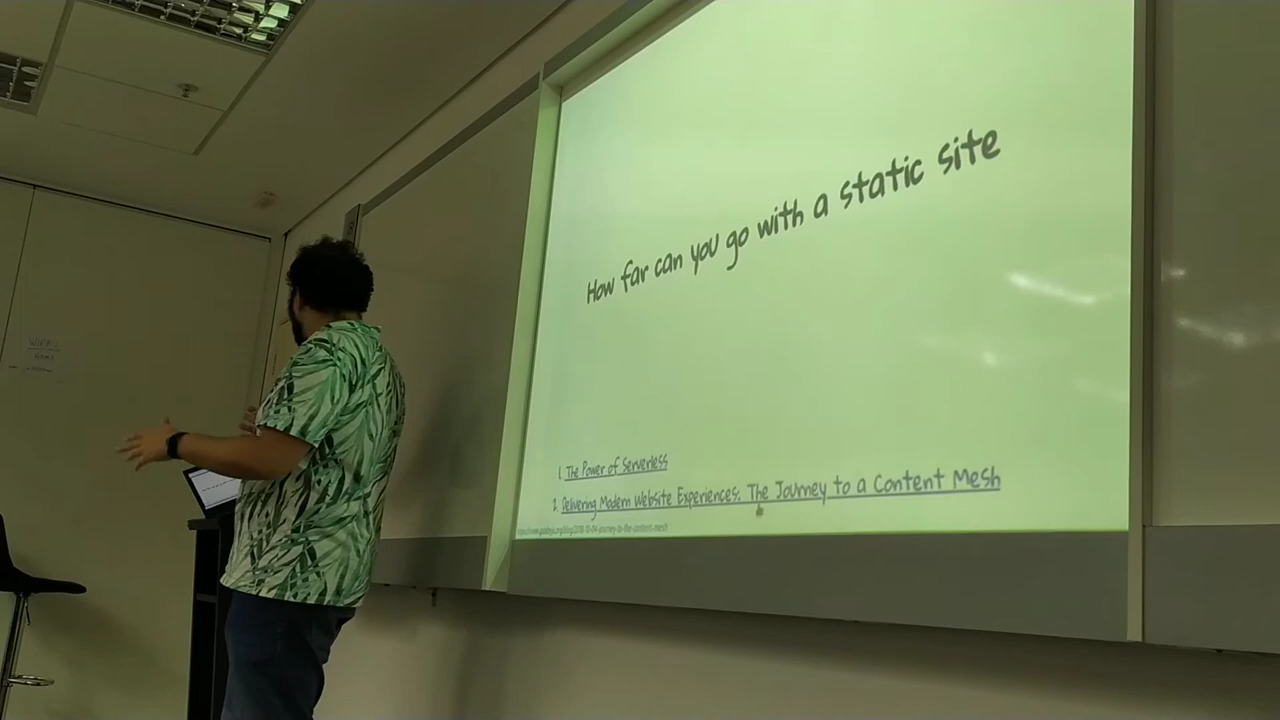 How far can you go with a static site
1. The Power of Serverless
2. Delivering Modern Website Experiences: The Journey to a Content Mesh